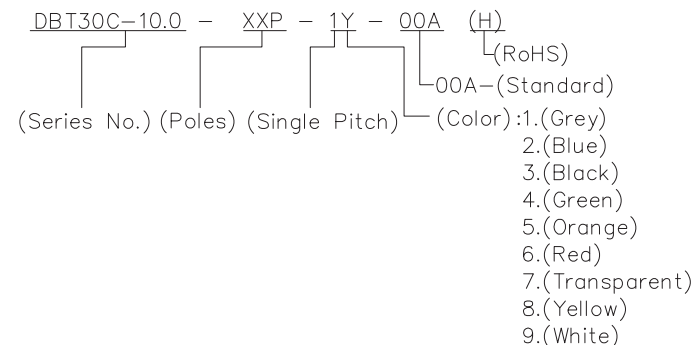 DBT30C-10.0 - XXP - 1Y - 00A (H)
(RoHS)
00A-(Standard)
(Series No.) (Poles) (Single Pitch) (Color) :1.(Grey)
2.(Blue)
3.(Black)
4.(Green)
5.(Orange)
6.(Red)
7.(Transparent)
8.(Yellow)
9.(White)